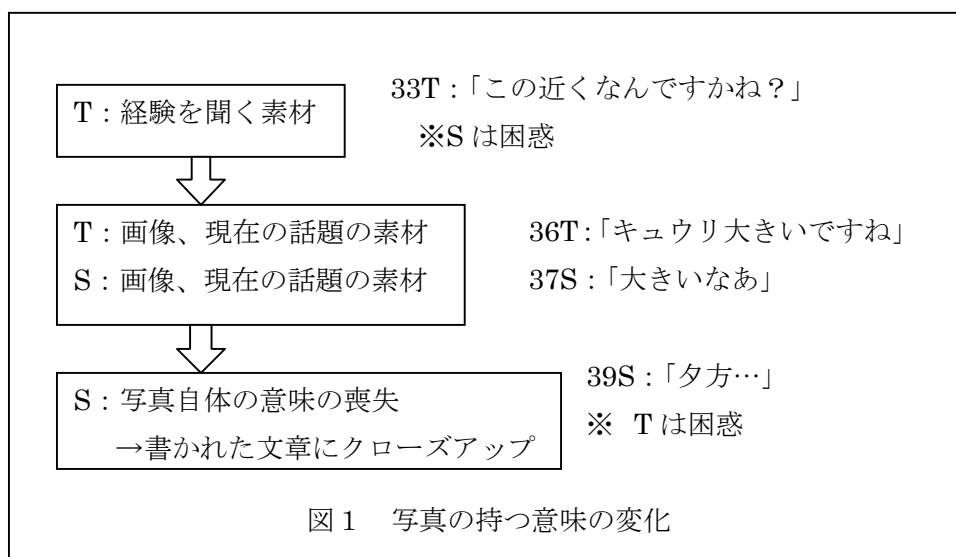 T：経験を聞く素材
33T：「この近くなんですかね？」
※S は困惑
T：画像、現在の話題の素材
S：画像、現在の話題の素材
36T：「キュウリ大きいですね」
37S：「大きいなあ」
S：写真自体の意味の喪失
→書かれた文章にクローズアップ
39S：「夕方…」
※ T は困惑
図１ 写真の持つ意味の変化